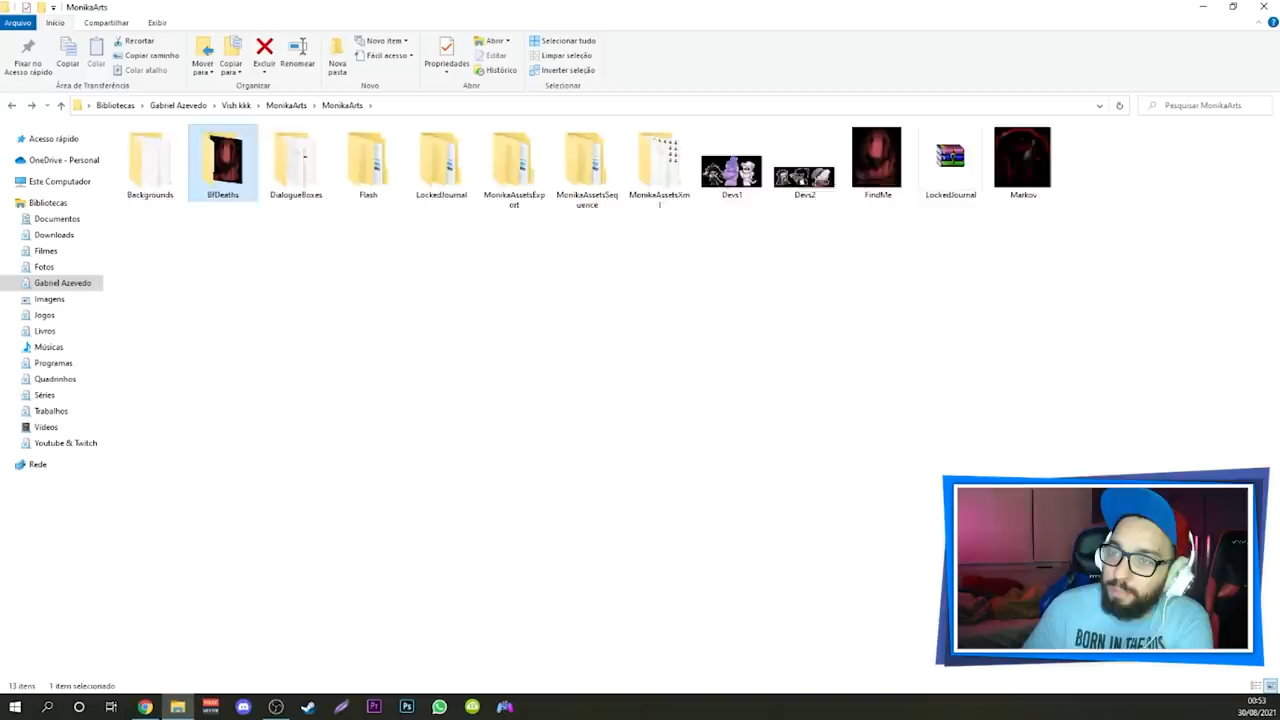 MonikaArts
Arquivo Início Compartilhar Exibir
Fixar no Acesso rápido
Copiar
Colar
Recortar
Copiar caminho
Colar atalho
Mover para
Copiar para
Excluir
Renomear
Nova pasta
Novo item
Fácil acesso
Propriedades
Abrir
Editar
Histórico
Selecionar tudo
Limpar seleção
Inverter seleção
Área de Transferência
Organizar
Novo
Abrir
Selecionar
Bibliotecas > Gabriel Azevedo > Vish kkk > MonikaArts > MonikaArts >
Pesquisar MonikaArts
Acesso rápido
OneDrive - Personal
Este Computador
Bibliotecas
Documentos
Downloads
Filmes
Fotos
Gabriel Azevedo
Imagens
Jogos
Livros
Músicas
Programas
Quadrinhos
Séries
Trabalhos
Vídeos
Youtube & Twitch
Rede
Backgrounds
BfDeaths
DialogueBoxes
Flash
LockedJournal
MonikaAssetsExport
MonikaAssetsSequence
MonikaAssetsXml
Devs1
Devs2
FindMe
LockedJournal
Markov
BORN IN THE
13 itens 1 item selecionado
00:53
30/08/2021